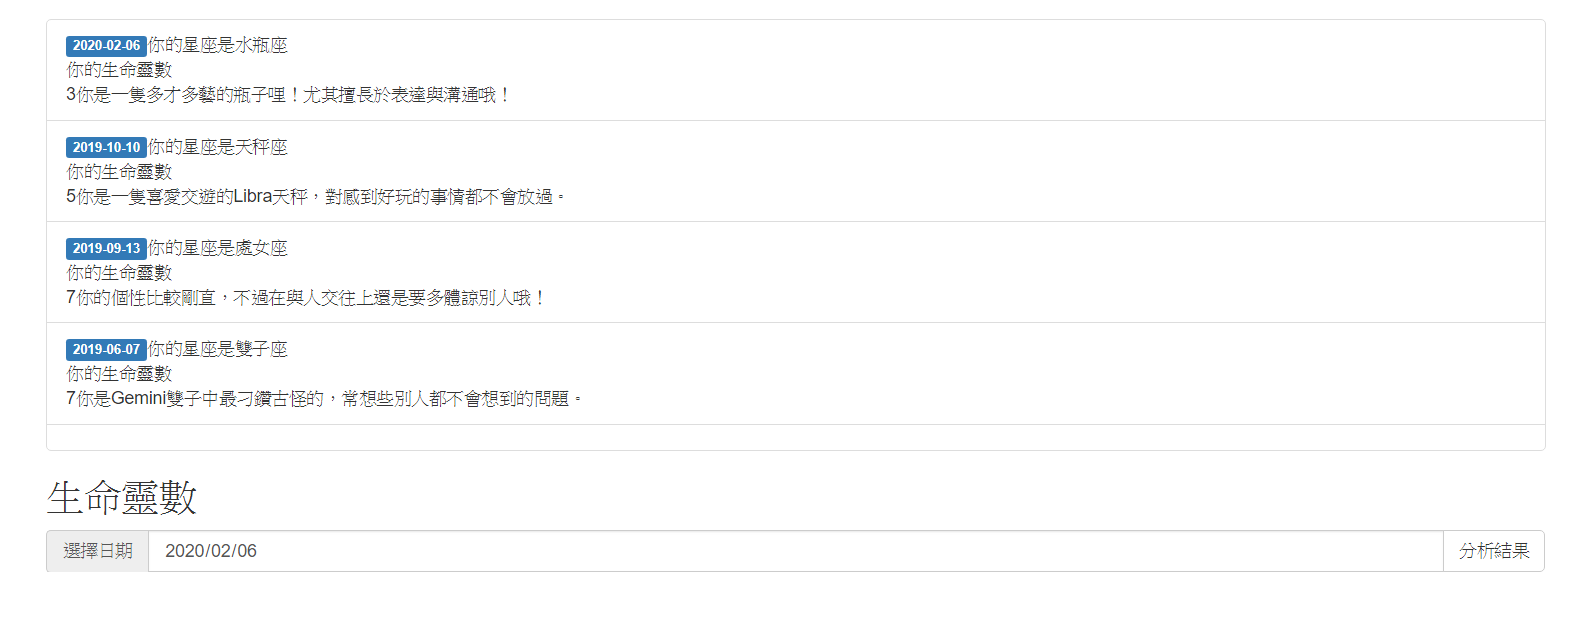 2020-02-06你的星座是水瓶座
你的生命靈數
3你是一隻多才多藝的瓶子哩！尤其擅長於表達與溝通哦！
2019-10-10你的星座是天秤座
你的生命靈數
5你是一隻喜愛交遊的Libra天秤，對感到好玩的事情都不會放過。
2019-09-13你的星座是處女座
你的生命靈數
7你的個性比較剛直，不過在與人交往上還是要多體諒別人哦！
2019-06-07你的星座是雙子座
你的生命靈數
7你是Gemini雙子中最刁鑽古怪的，常想些別人都不會想到的問題。
生命靈數
選擇日期 2020/02/06 分析結果